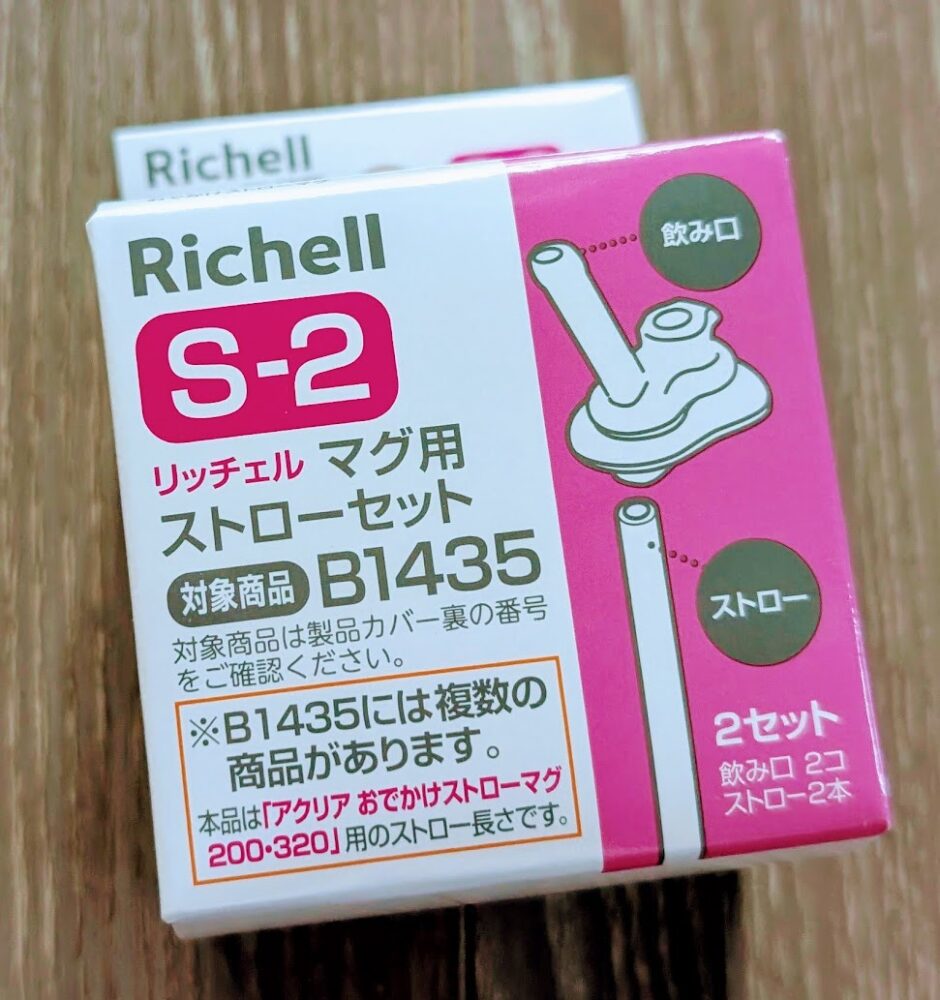 Richell
Richell
S-2
リッチェル マグ用
ストローセット
対象商品 B1435
対象商品は製品カバー裏の番号
をご確認ください。
※B1435には複数の
商品があります。
本品は「アクリア おでかけストローマグ
200・320」用のストロー長さです。
飲み口
ストロー
2セット
飲み口 2コ
ストロー2本